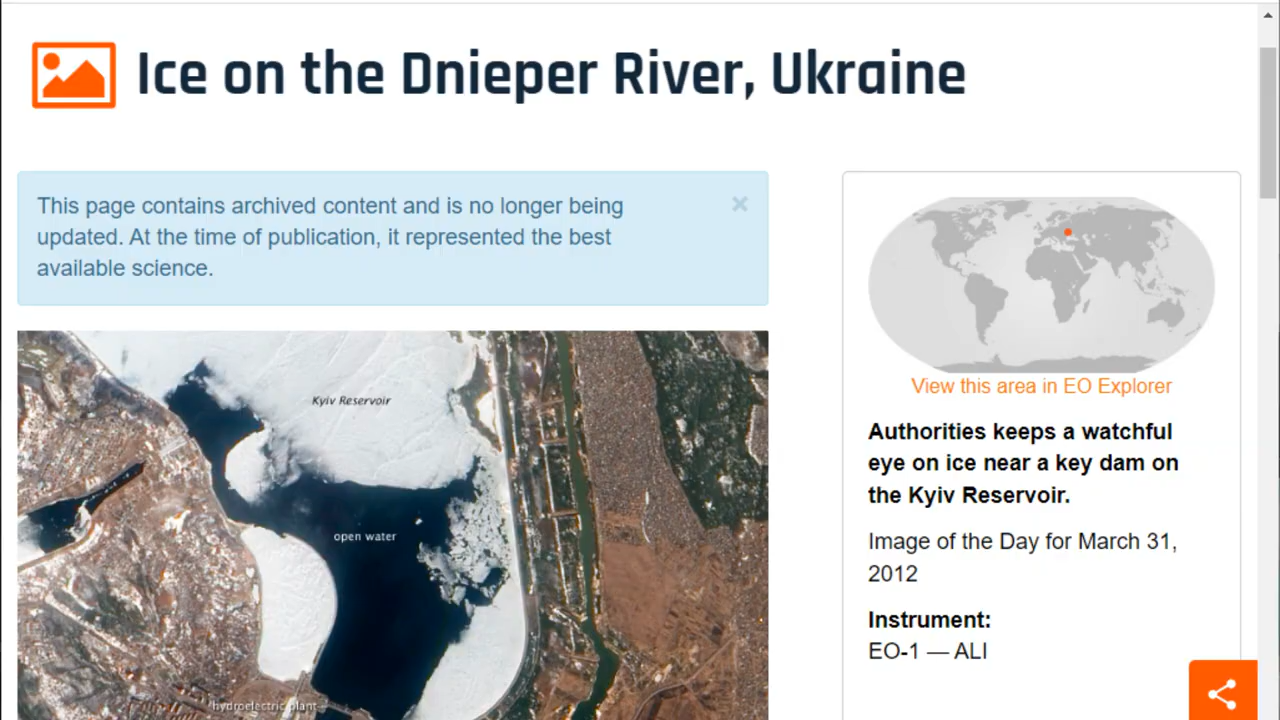 Ice on the Dnieper River, Ukraine
This page contains archived content and is no longer being
updated. At the time of publication, it represented the best
available science.
×
Kyiv Reservoir
open water
hydroelectric plant
View this area in EO Explorer
Authorities keeps a watchful
eye on ice near a key dam on
the Kyiv Reservoir.
Image of the Day for March 31,
2012
Instrument:
EO-1 — ALI